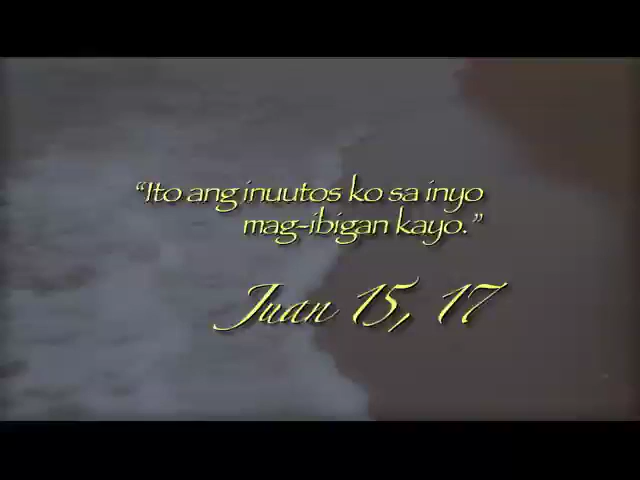 “Ito ang inuutos ko sa inyo
mag-ibigan kayo.”
Juan 15, 17